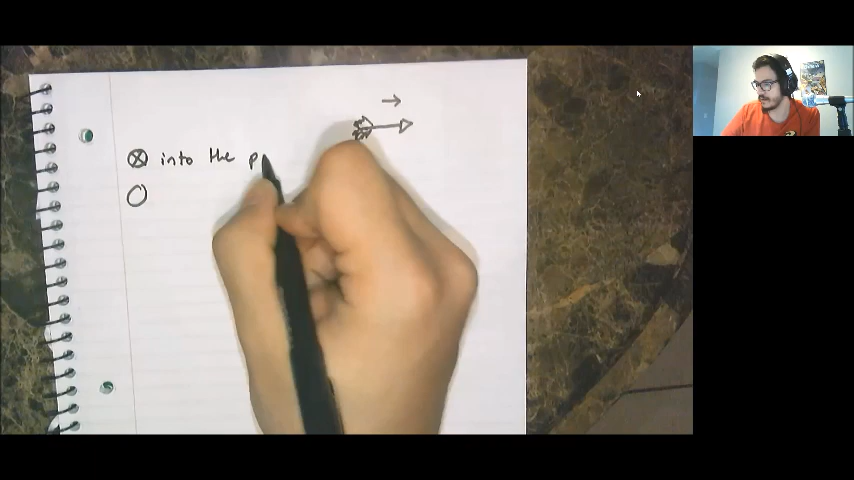 ⊗ into the p